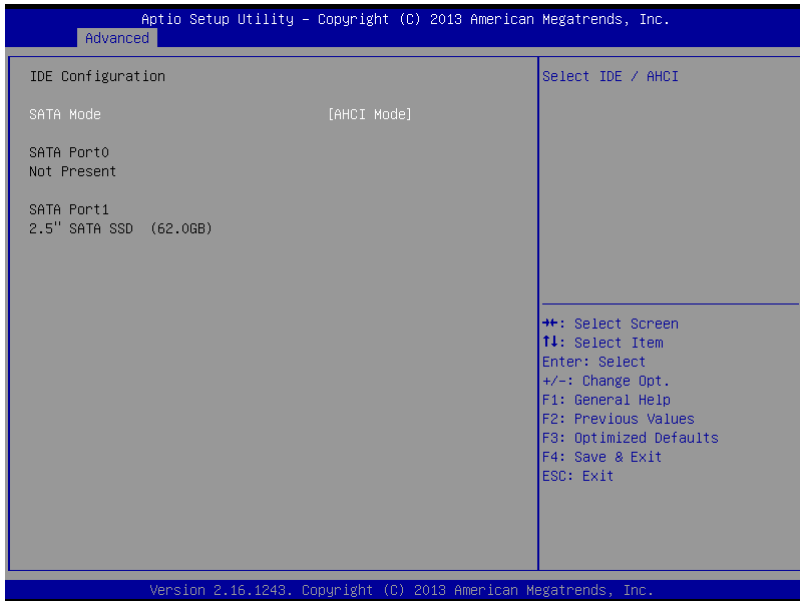 Aptio Setup Utility – Copyright (C) 2013 American Megatrends, Inc.
Advanced
IDE Configuration
SATA Mode [AHCI Mode]
SATA Port0
Not Present
SATA Port1
2.5" SATA SSD (62.0GB)
Select IDE / AHCI
→←: Select Screen
↑↓: Select Item
Enter: Select
+/-: Change Opt.
F1: General Help
F2: Previous Values
F3: Optimized Defaults
F4: Save & Exit
ESC: Exit
Version 2.16.1243. Copyright (C) 2013 American Megatrends, Inc.